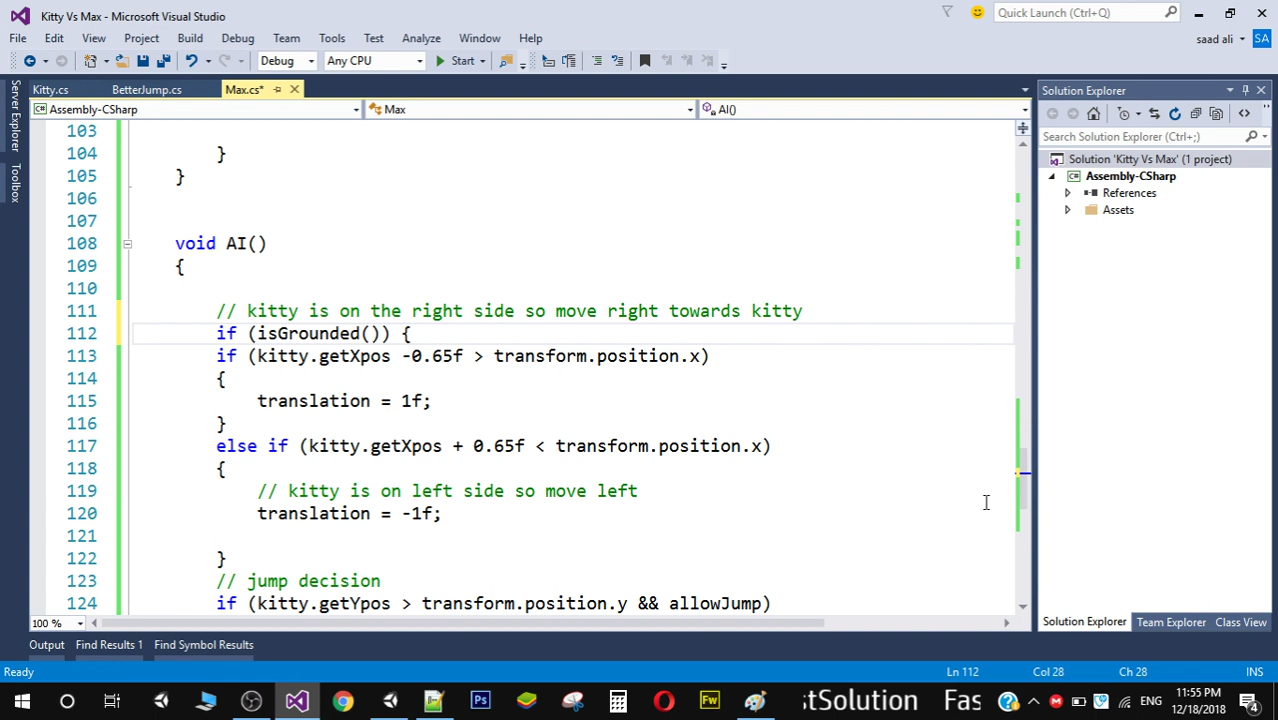 Kitty Vs Max - Microsoft Visual Studio
Quick Launch (Ctrl+Q)
File Edit View Project Build Debug Team Tools Test Analyze Window Help
saad ali SA
Debug Any CPU Start
Kitty.cs BetterJump.cs Max.cs*
Solution Explorer
Assembly-CSharp Max AI()
Server Explorer
Toolbox
103
104 }
105 }
106
107
108 void AI()
109 {
110
111 // kitty is on the right side so move right towards kitty
112 if (isGrounded()) {
113 if (kitty.getXpos -0.65f > transform.position.x)
114 {
115 translation = 1f;
116 }
117 else if (kitty.getXpos + 0.65f < transform.position.x)
118 {
119 // kitty is on left side so move left
120 translation = -1f;
121
122 }
123 // jump decision
124 if (kitty.getYpos > transform.position.y && allowJump)
100 %
Search Solution Explorer (Ctrl+;)
Solution 'Kitty Vs Max' (1 project)
Assembly-CSharp
References
Assets
Solution Explorer Team Explorer Class View
Output Find Results 1 Find Symbol Results
Ready Ln 112 Col 28 Ch 28 INS
Ps Fw stSolution Fas ENG 11:55 PM
12/18/2018 4